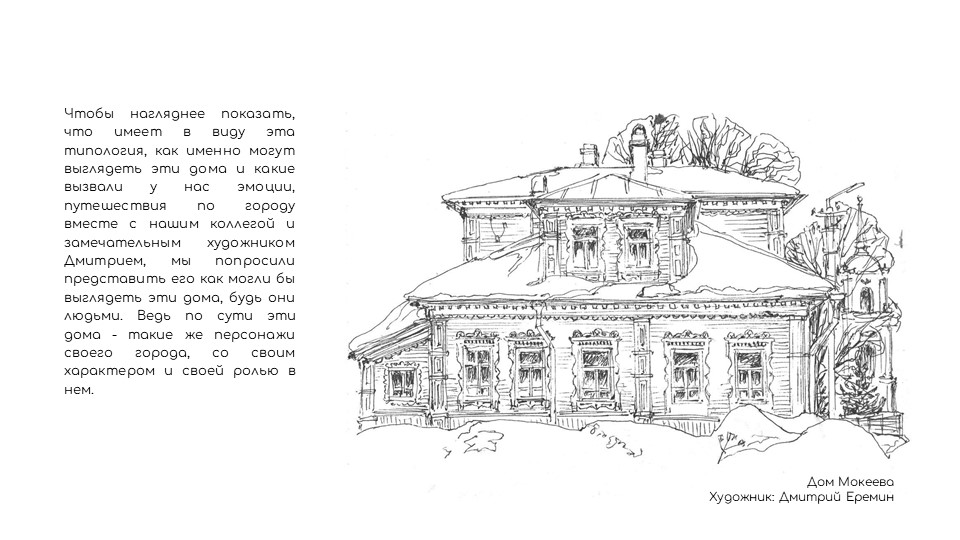 Чтобы нагляднее показать,
что имеет в виду эта
типология, как именно могут
выглядеть эти дома и какие
вызвали у нас эмоции,
путешествия по городу
вместе с нашим коллегой и
замечательным художником
Дмитрием, мы попросили
представить его как могли бы
выглядеть эти дома, будь они
людьми. Ведь по сути эти
дома - такие же персонажи
своего города, со своим
характером и своей ролью в
нем.
Дом Мокеева
Художник: Дмитрий Еремин